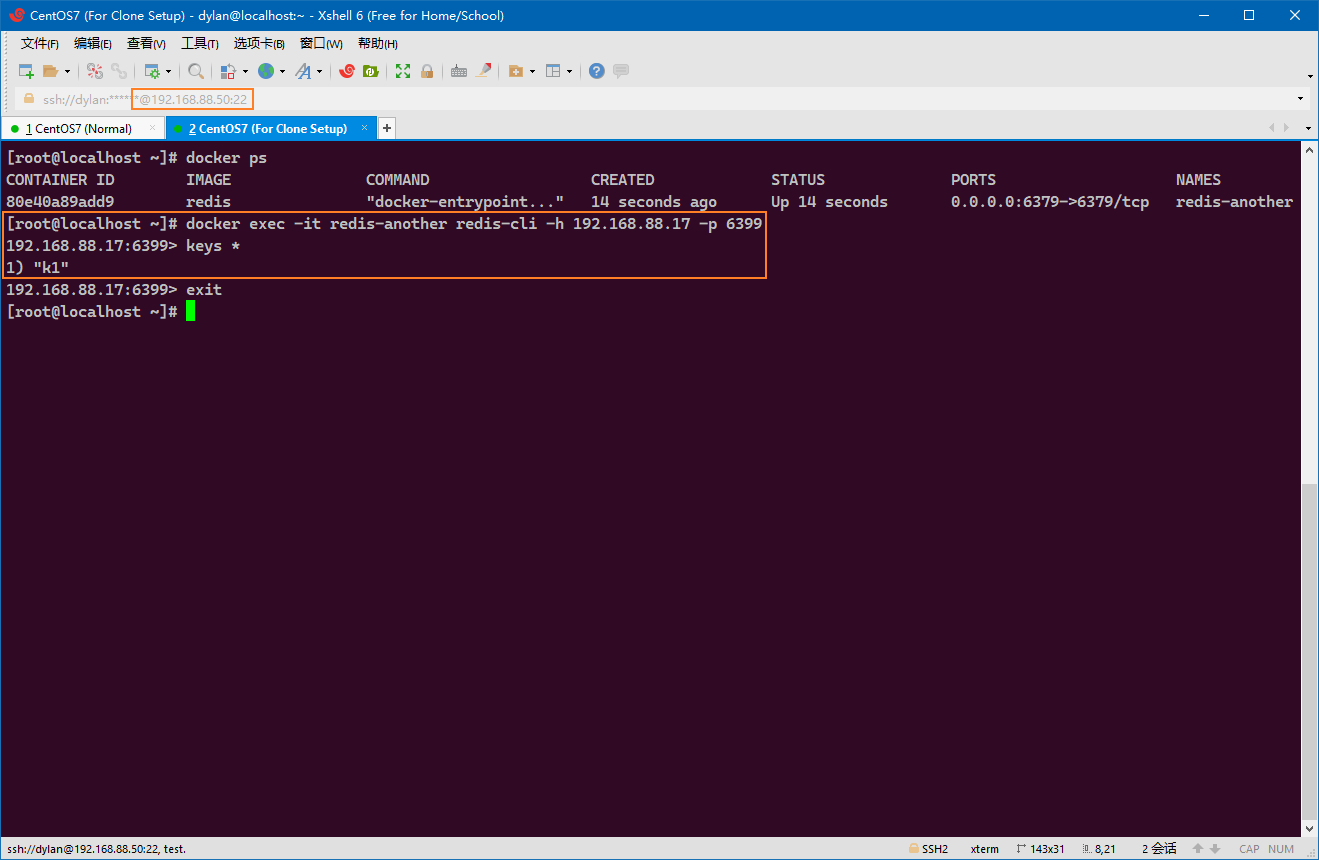 CentOS7 (For Clone Setup) - dylan@localhost:~ - Xshell 6 (Free for Home/School)
文件(F) 编辑(E) 查看(V) 工具(T) 选项卡(B) 窗口(W) 帮助(H)
ssh://dylan:******@192.168.88.50:22
1 CentOS7 (Normal) × 2 CentOS7 (For Clone Setup) × +
[root@localhost ~]# docker ps
CONTAINER ID IMAGE COMMAND CREATED STATUS PORTS NAMES
80e40a89add9 redis "docker-entrypoint..." 14 seconds ago Up 14 seconds 0.0.0.0:6379->6379/tcp redis-another
[root@localhost ~]# docker exec -it redis-another redis-cli -h 192.168.88.17 -p 6399
192.168.88.17:6399> keys *
1) "k1"
192.168.88.17:6399> exit
[root@localhost ~]#
ssh://dylan@192.168.88.50:22, test. SSH2 xterm 143x31 8,21 2 会话 CAP NUM